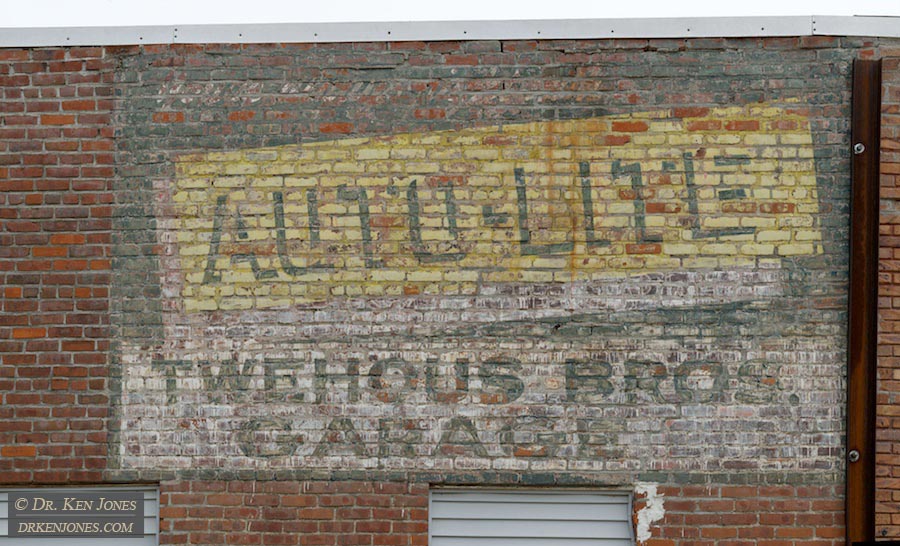 AUTO-LITE
TWEHOUS BROS
GARAGE
© DR. KEN JONES
DRKENJONES.COM